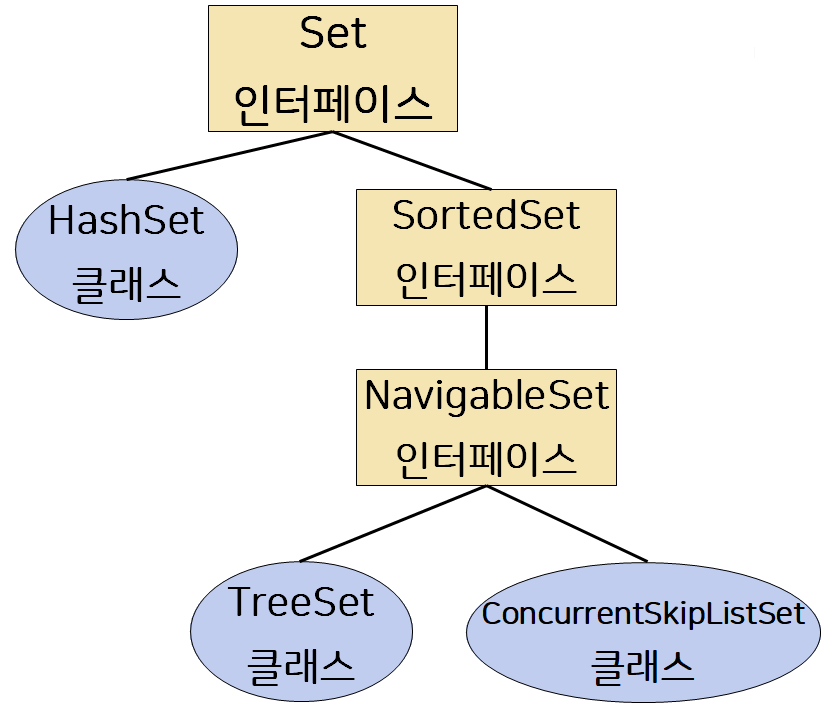 Set
인터페이스
HashSet
클래스
SortedSet
인터페이스
NavigableSet
인터페이스
TreeSet
클래스
ConcurrentSkipListSet
클래스